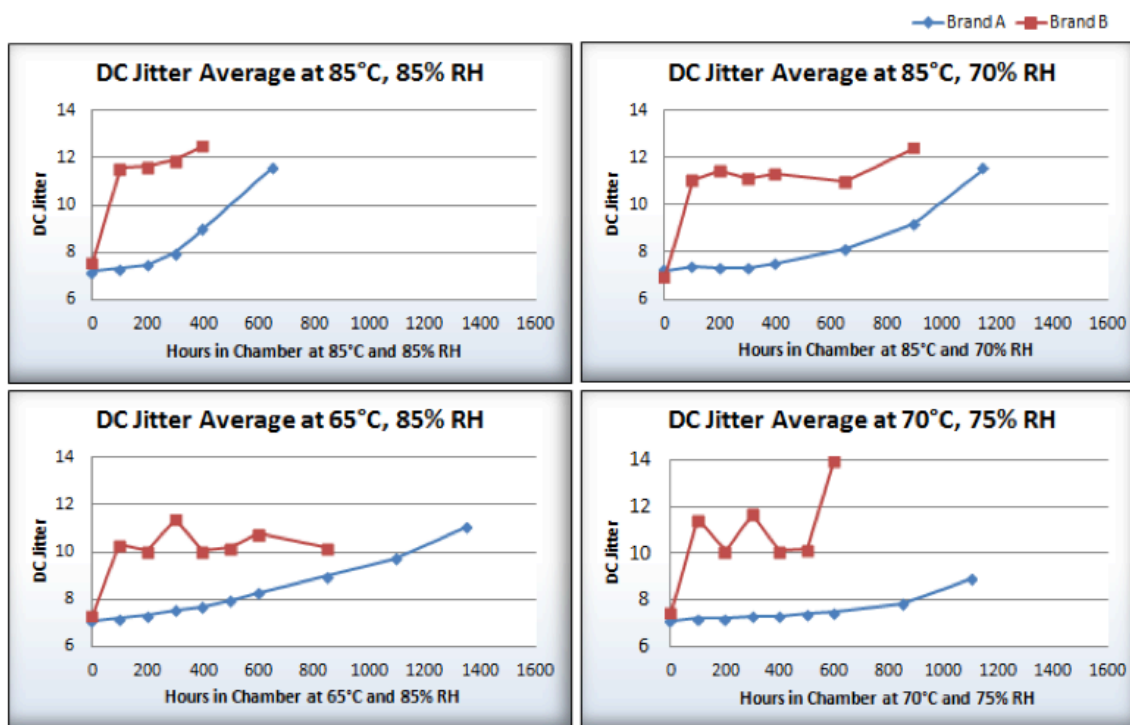 Brand A Brand B
DC Jitter Average at 85°C, 85% RH
14
12
10
8
6
DC Jitter
0 200 400 600 800 1000 1200 1400 1600
Hours in Chamber at 85°C and 85% RH
DC Jitter Average at 85°C, 70% RH
14
12
10
8
6
DC Jitter
0 200 400 600 800 1000 1200 1400 1600
Hours in Chamber at 85°C and 70% RH
DC Jitter Average at 65°C, 85% RH
14
12
10
8
6
DC Jitter
0 200 400 600 800 1000 1200 1400 1600
Hours in Chamber at 65°C and 85% RH
DC Jitter Average at 70°C, 75% RH
14
12
10
8
6
DC Jitter
0 200 400 600 800 1000 1200 1400 1600
Hours in Chamber at 70°C and 75% RH